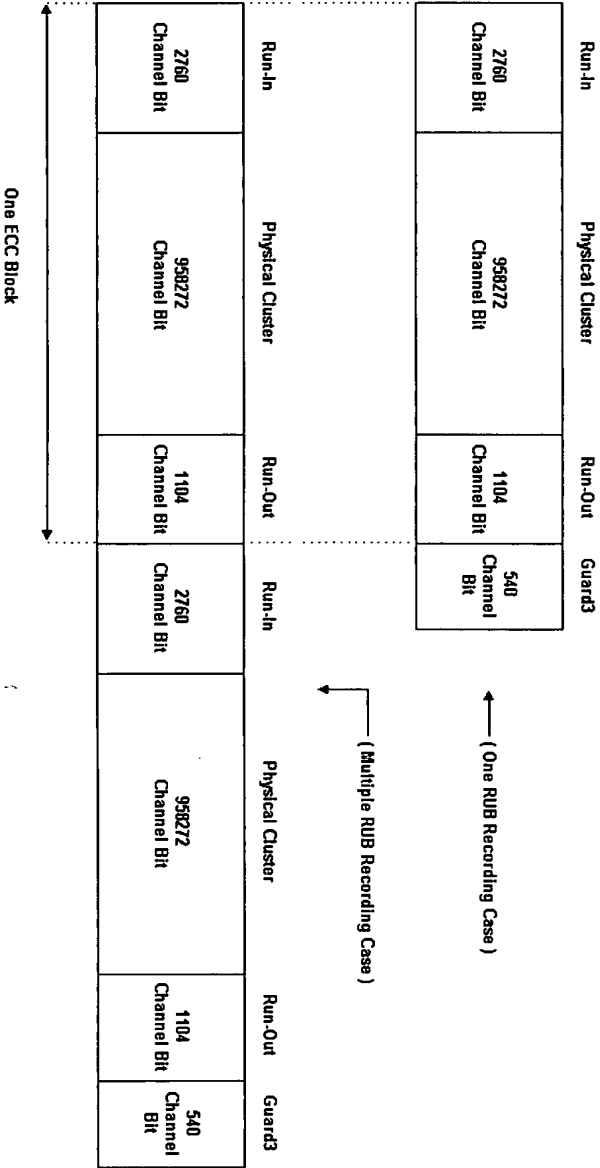 Run-In
Physical Cluster
Run-Out
Guard3
2760
Channel Bit
958272
Channel Bit
1104
Channel Bit
540
Channel
Bit
( One RUB Recording Case )
( Multiple RUB Recording Case )
Run-In
Physical Cluster
Run-Out
Run-In
Physical Cluster
Run-Out
Guard3
2760
Channel Bit
958272
Channel Bit
1104
Channel Bit
2760
Channel Bit
958272
Channel Bit
1104
Channel Bit
540
Channel
Bit
One ECC Block